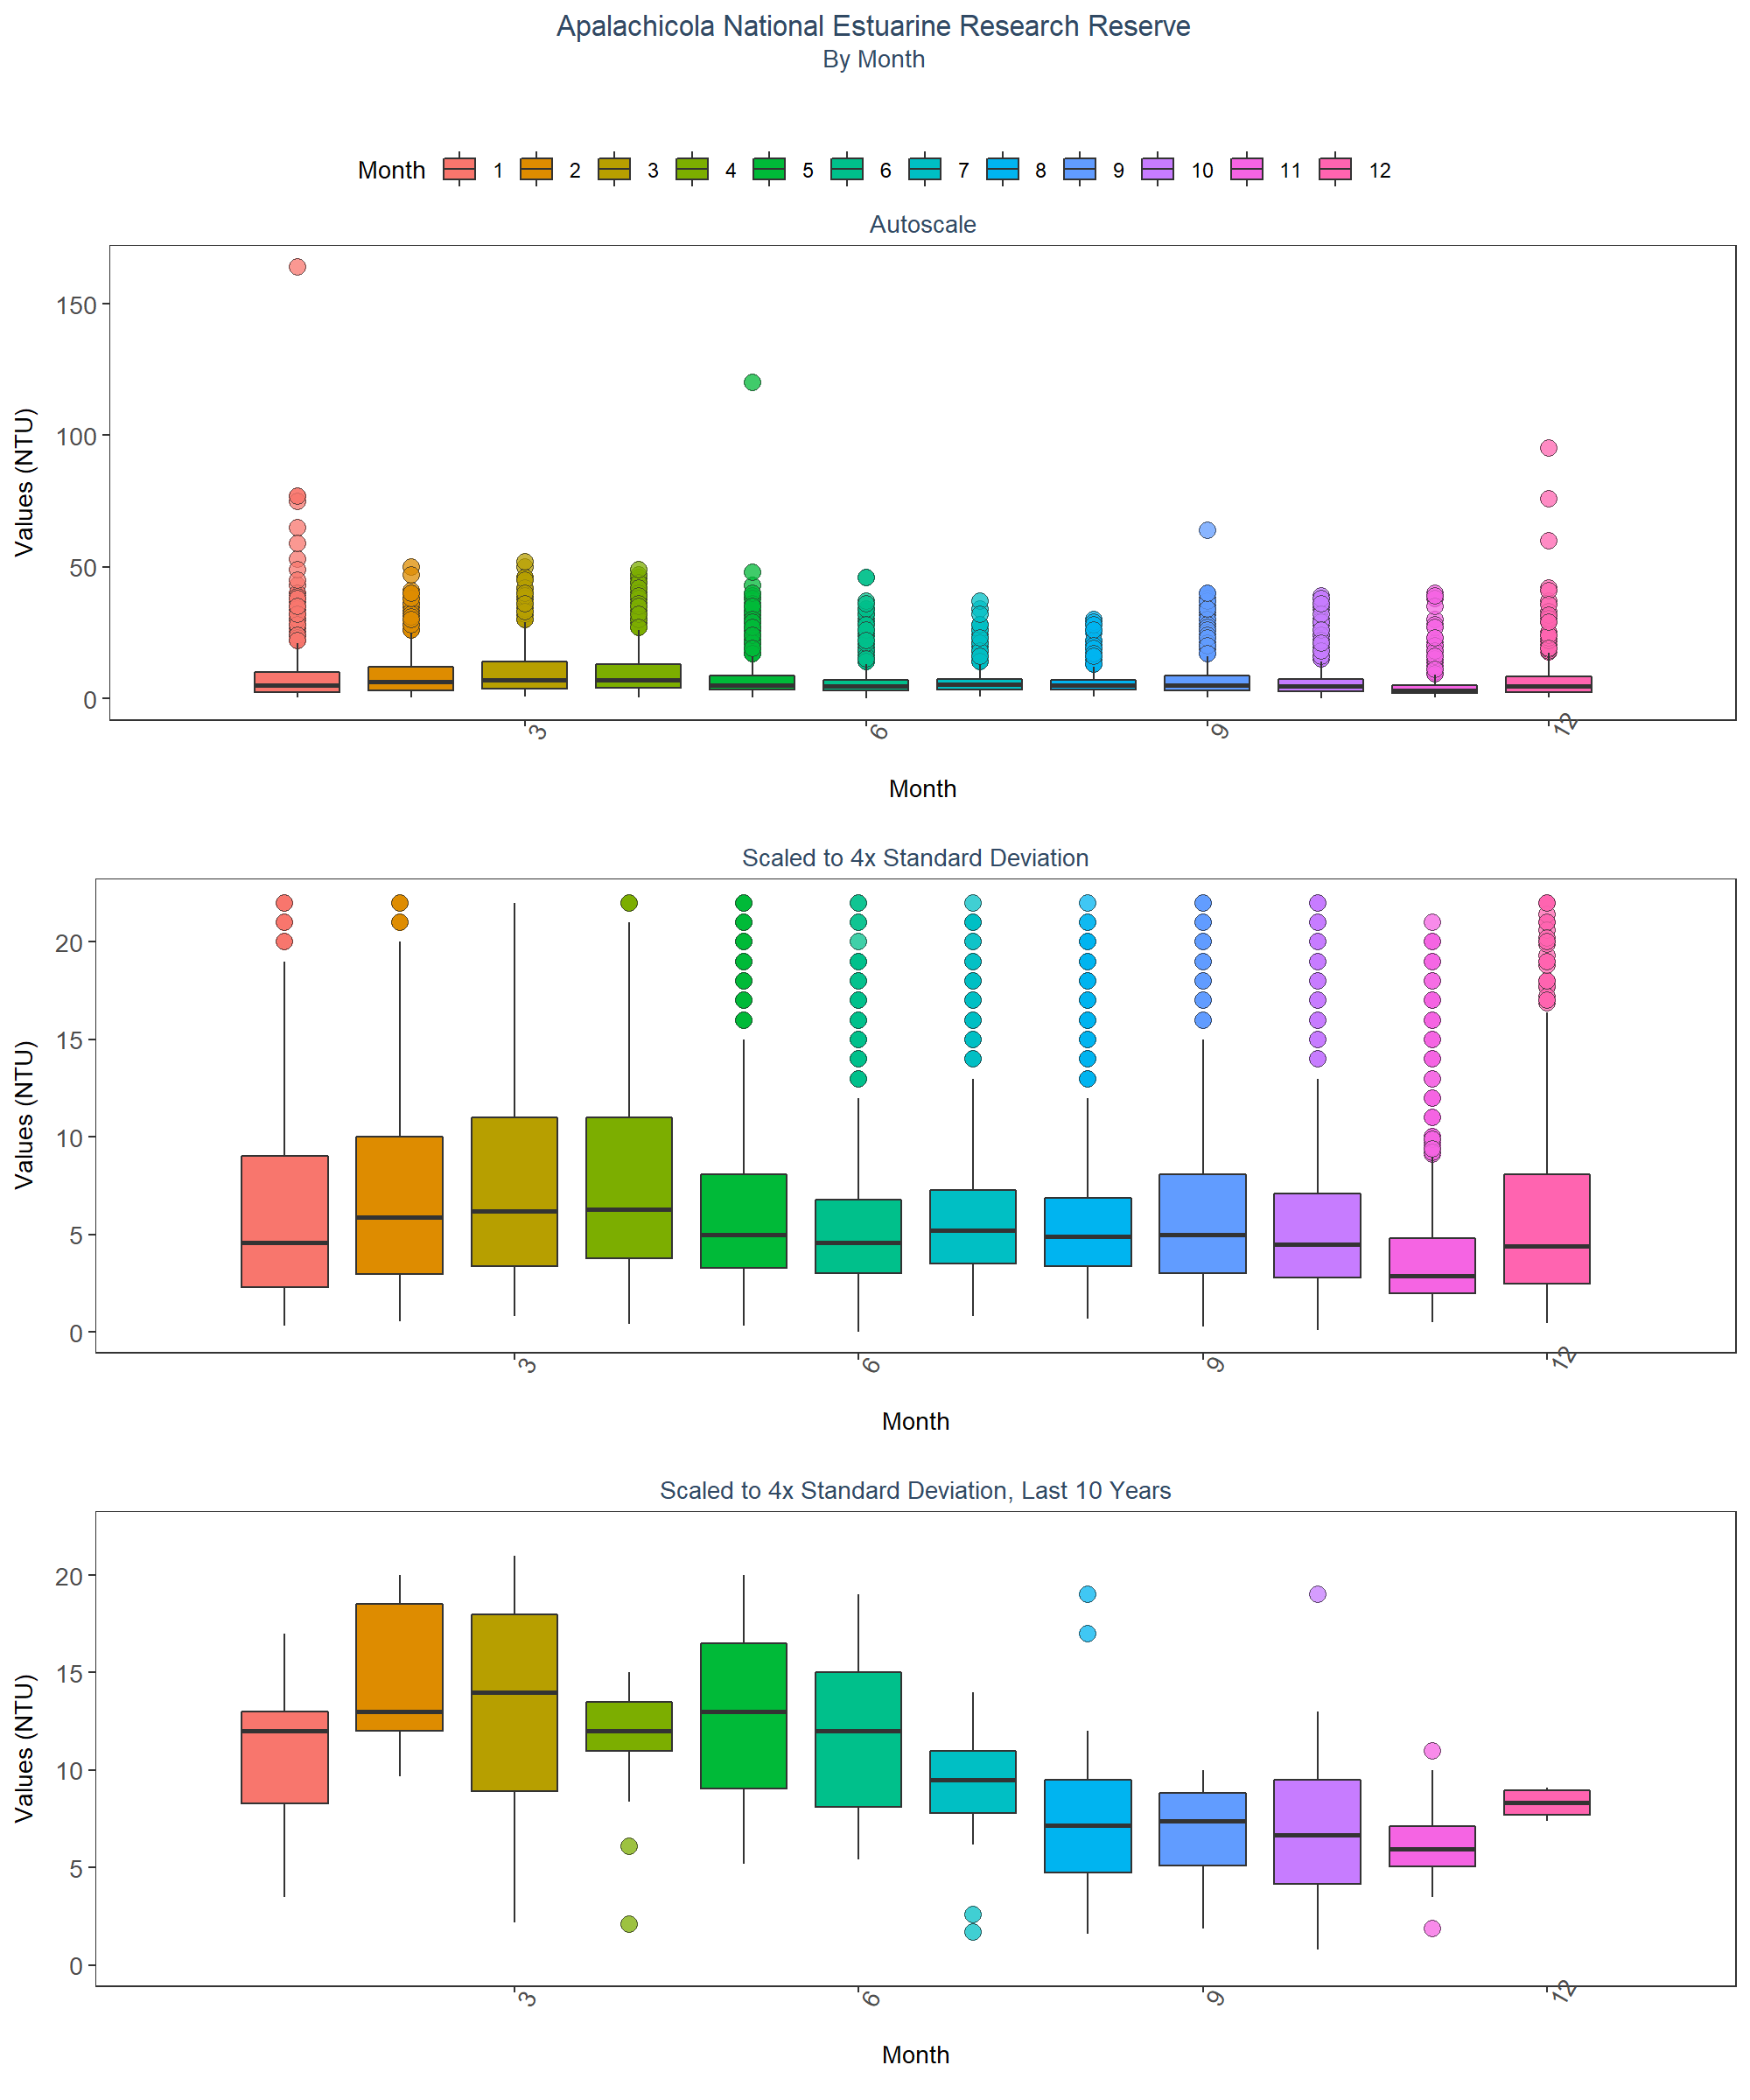 Apalachicola National Estuarine Research Reserve
By Month
Month 1 2 3 4 5 6 7 8 9 10 11 12
Autoscale
Values (NTU)
150
100
50
0
3 6 9 12
Month
Scaled to 4x Standard Deviation
Values (NTU)
20
15
10
5
0
3 6 9 12
Month
Scaled to 4x Standard Deviation, Last 10 Years
Values (NTU)
20
15
10
5
0
3 6 9 12
Month